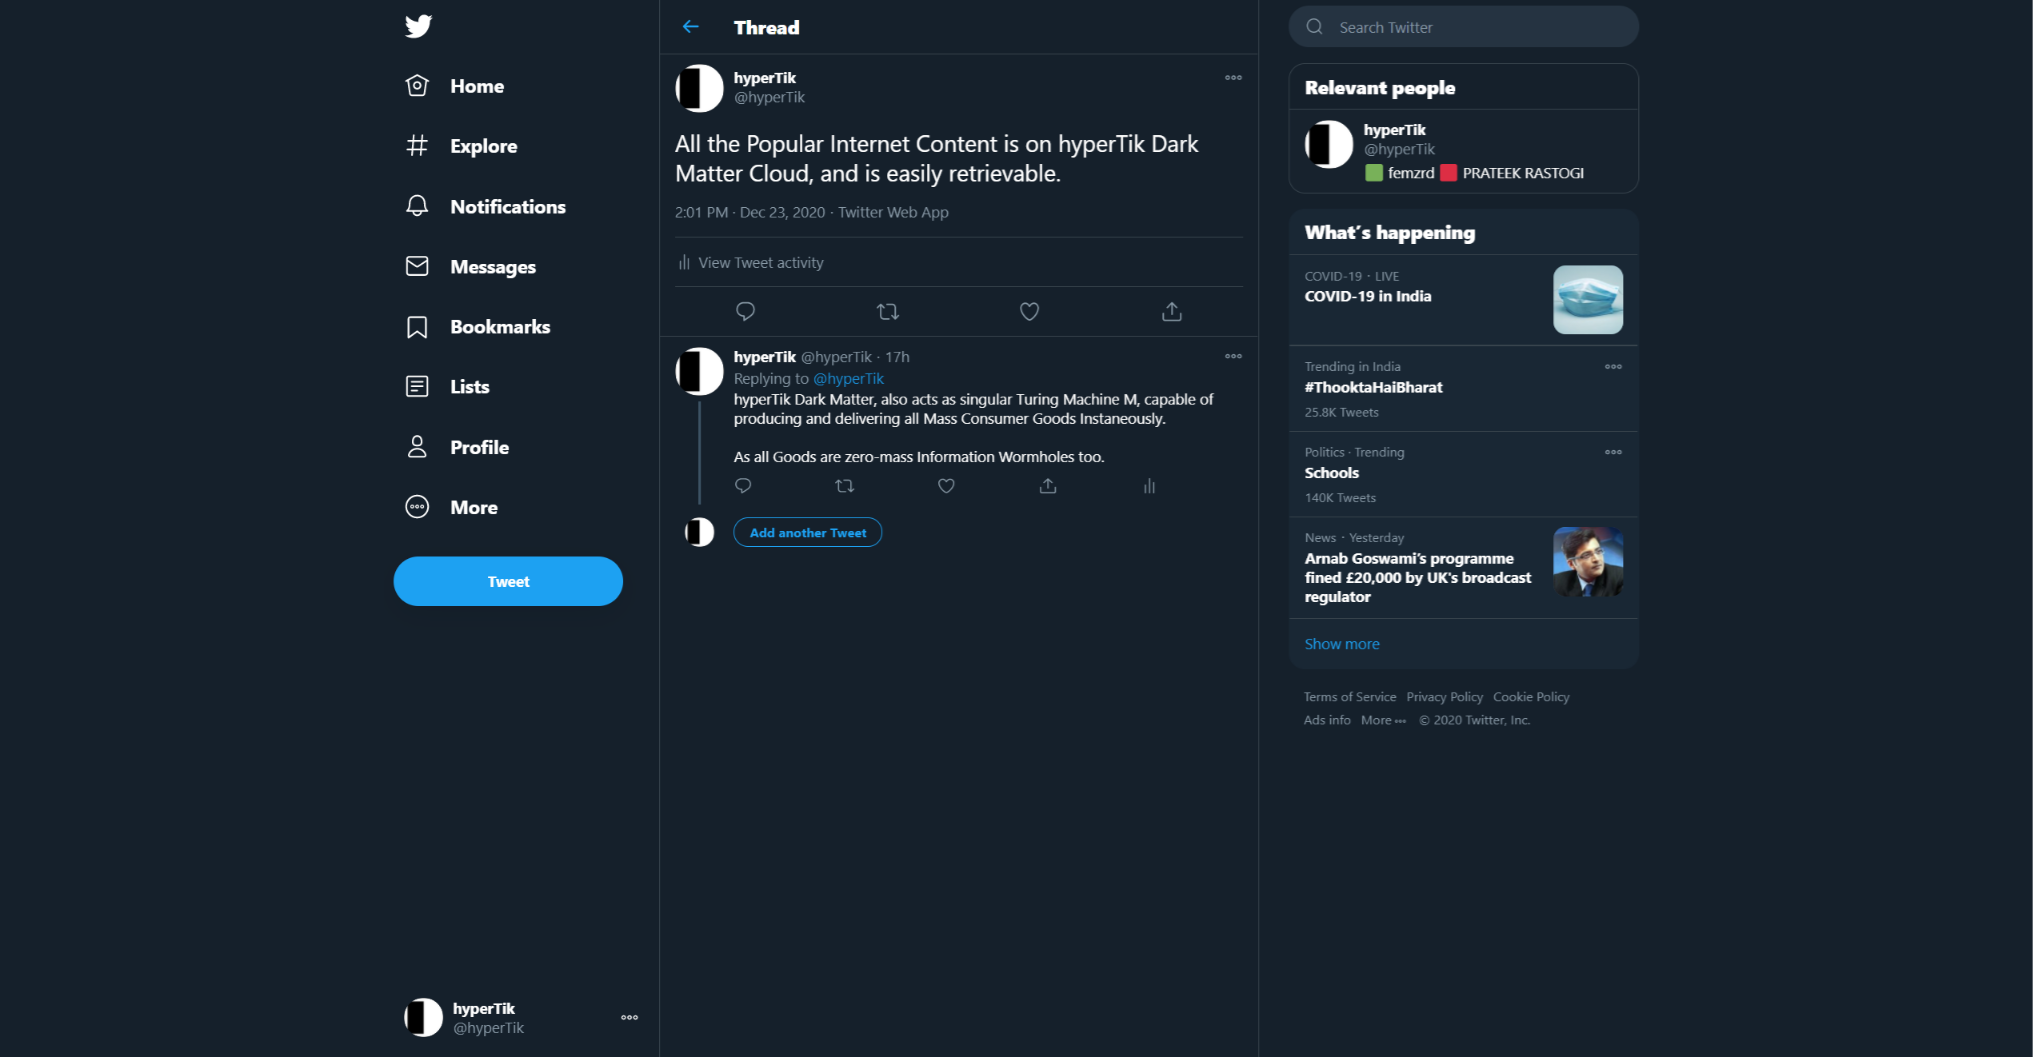 Home
Explore
Notifications
Messages
Bookmarks
Lists
Profile
More
Tweet
hyperTik
@hyperTik
Thread
hyperTik
@hyperTik
All the Popular Internet Content is on hyperTik Dark
Matter Cloud, and is easily retrievable.
2:01 PM · Dec 23, 2020 · Twitter Web App
View Tweet activity
hyperTik @hyperTik · 17h
Replying to @hyperTik
hyperTik Dark Matter, also acts as singular Turing Machine M, capable of
producing and delivering all Mass Consumer Goods Instaneously.
As all Goods are zero-mass Information Wormholes too.
Add another Tweet
Search Twitter
Relevant people
hyperTik
@hyperTik
femzrd PRATEEK RASTOGI
What's happening
COVID-19 · LIVE
COVID-19 in India
Trending in India
#ThooktaHaiBharat
25.8K Tweets
Politics · Trending
Schools
140K Tweets
News · Yesterday
Arnab Goswami's programme
fined £20,000 by UK's broadcast
regulator
Show more
Terms of Service Privacy Policy Cookie Policy
Ads info More © 2020 Twitter, Inc.